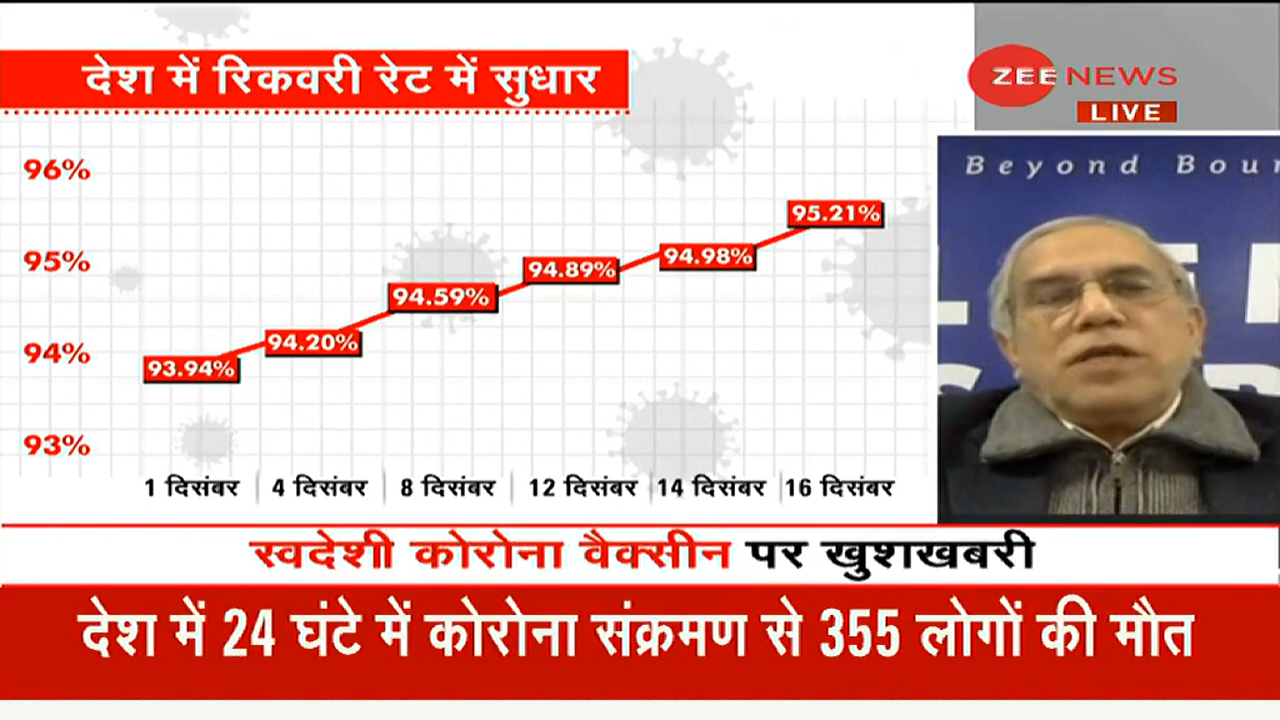 देश में रिकवरी रेट में सुधार
ZEE NEWS
LIVE
Beyond Bour
96%
95%
94%
93%
93.94%
94.20%
94.59%
94.89%
94.98%
95.21%
1 दिसंबर 4 दिसंबर 8 दिसंबर 12 दिसंबर 14 दिसंबर 16 दिसंबर
स्वदेशी कोरोना वैक्सीन पर खुशखबरी
देश में 24 घंटे में कोरोना संक्रमण से 355 लोगों की मौत